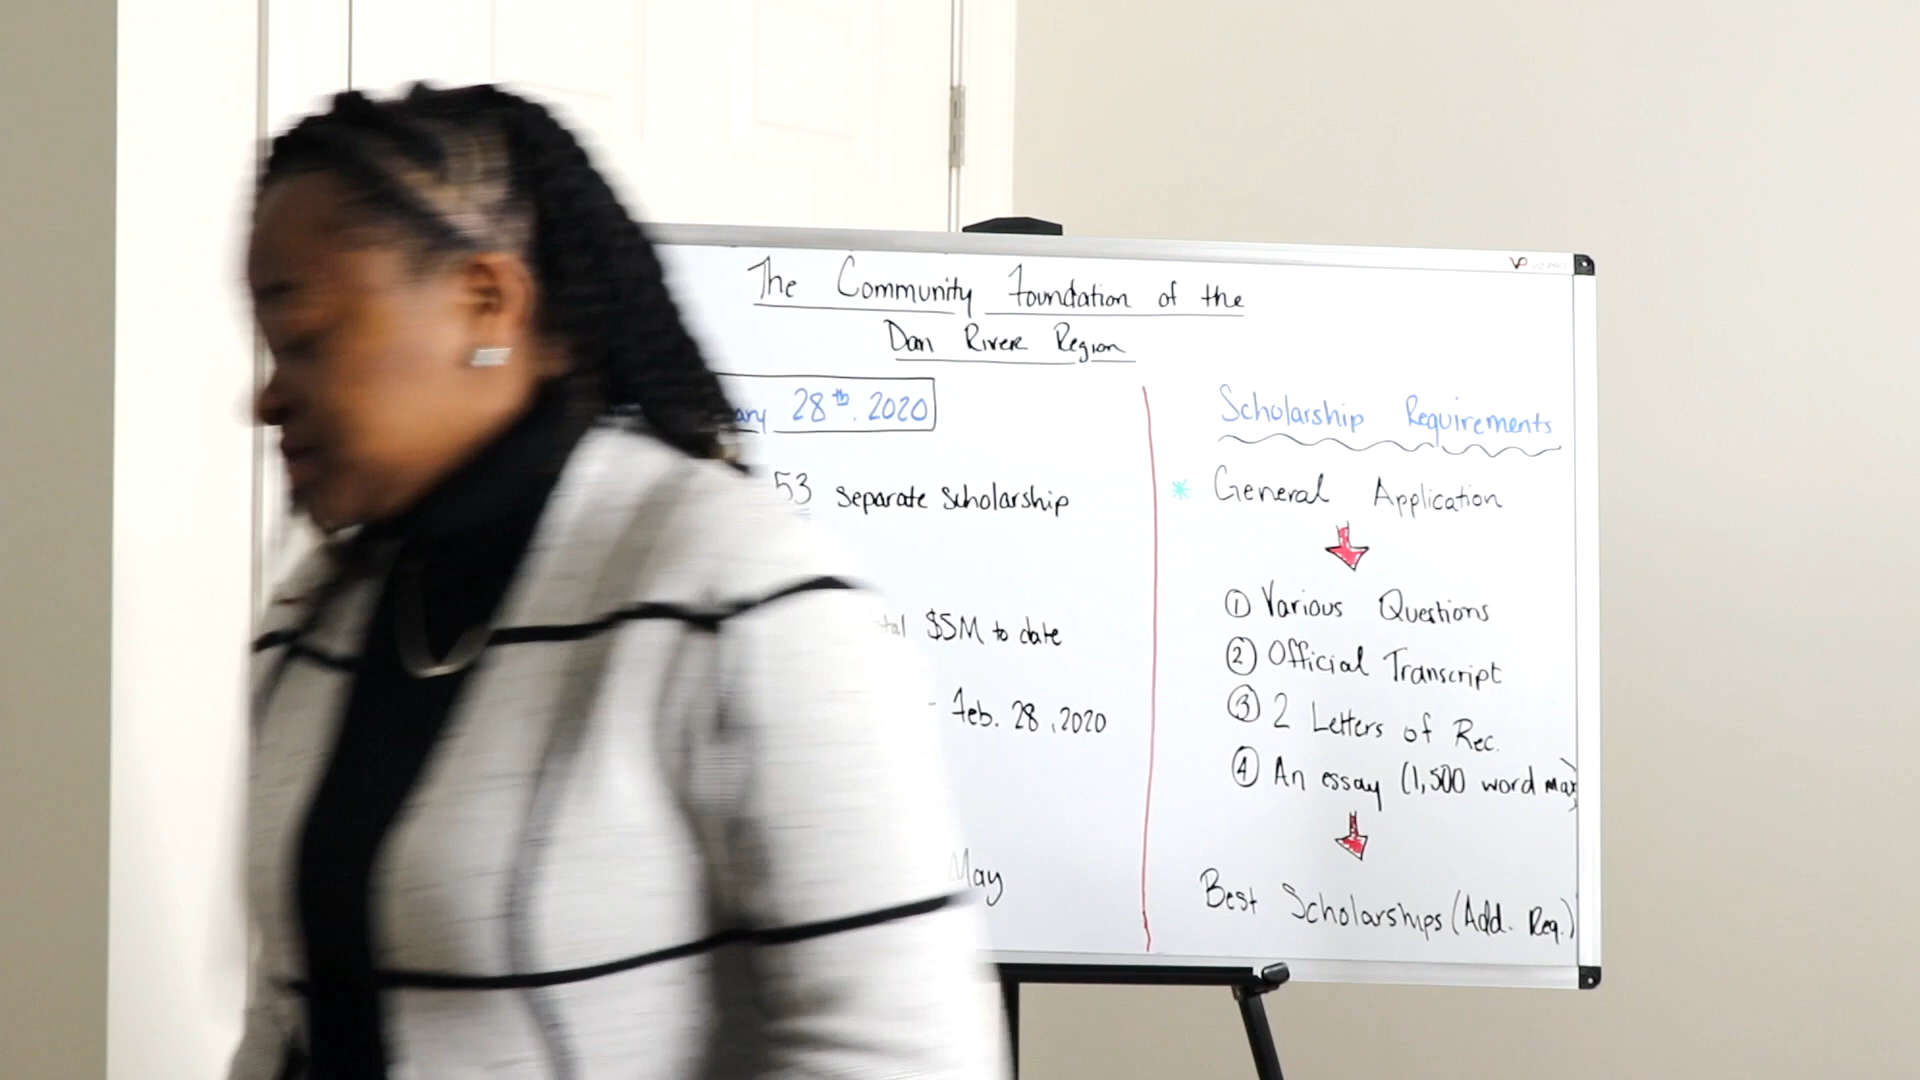 The Community Foundation of the
Dan River Region
28th, 2020
53 separate scholarship
$5M to date
- Feb. 28, 2020
May
Scholarship Requirements
* General Application
① Various Questions
② Official Transcript
③ 2 Letters of Rec.
④ An essay (1,500 word max)
Best Scholarships (Add. Req.)